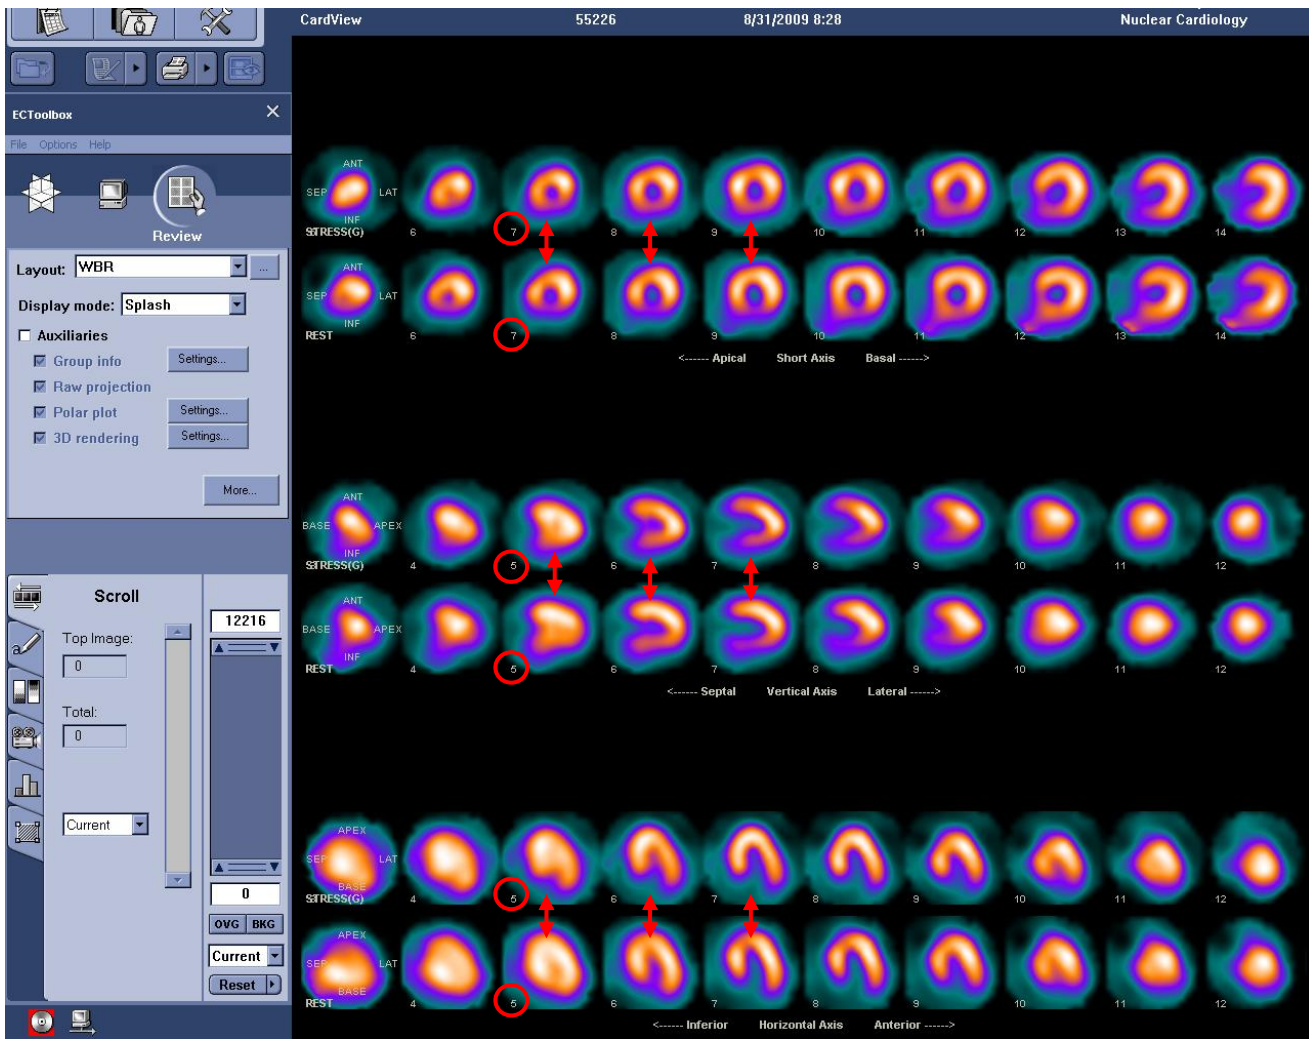 CardView 55226 8/31/2009 8:28 Nuclear Cardiology
ECToolbox
File Options Help
Review
Layout: WBR ...
Display mode: Splash
Auxiliaries
Group info Settings...
Raw projection
Polar plot Settings...
3D rendering Settings...
More...
Scroll
Top Image:
0
Total:
0
Current
12216
0
OVG BKG
Current
Reset
ANT
SEP LAT
INF
STRESS(G) 6 7 8 9 10 11 12 13 14
ANT
SEP LAT
INF
REST 6 7 8 9 10 11 12 13 14
<------ Apical Short Axis Basal ------>
ANT
BASE APEX
INF
STRESS(G) 4 5 6 7 8 9 10 11 12
ANT
BASE APEX
INF
REST 4 5 6 7 8 9 10 11 12
<------ Septal Vertical Axis Lateral ------>
APEX
SEP LAT
BASE
STRESS(G) 4 5 6 7 8 9 10 11 12
APEX
SEP LAT
BASE
REST 4 5 6 7 8 9 10 11 12
<------ Inferior Horizontal Axis Anterior ------>